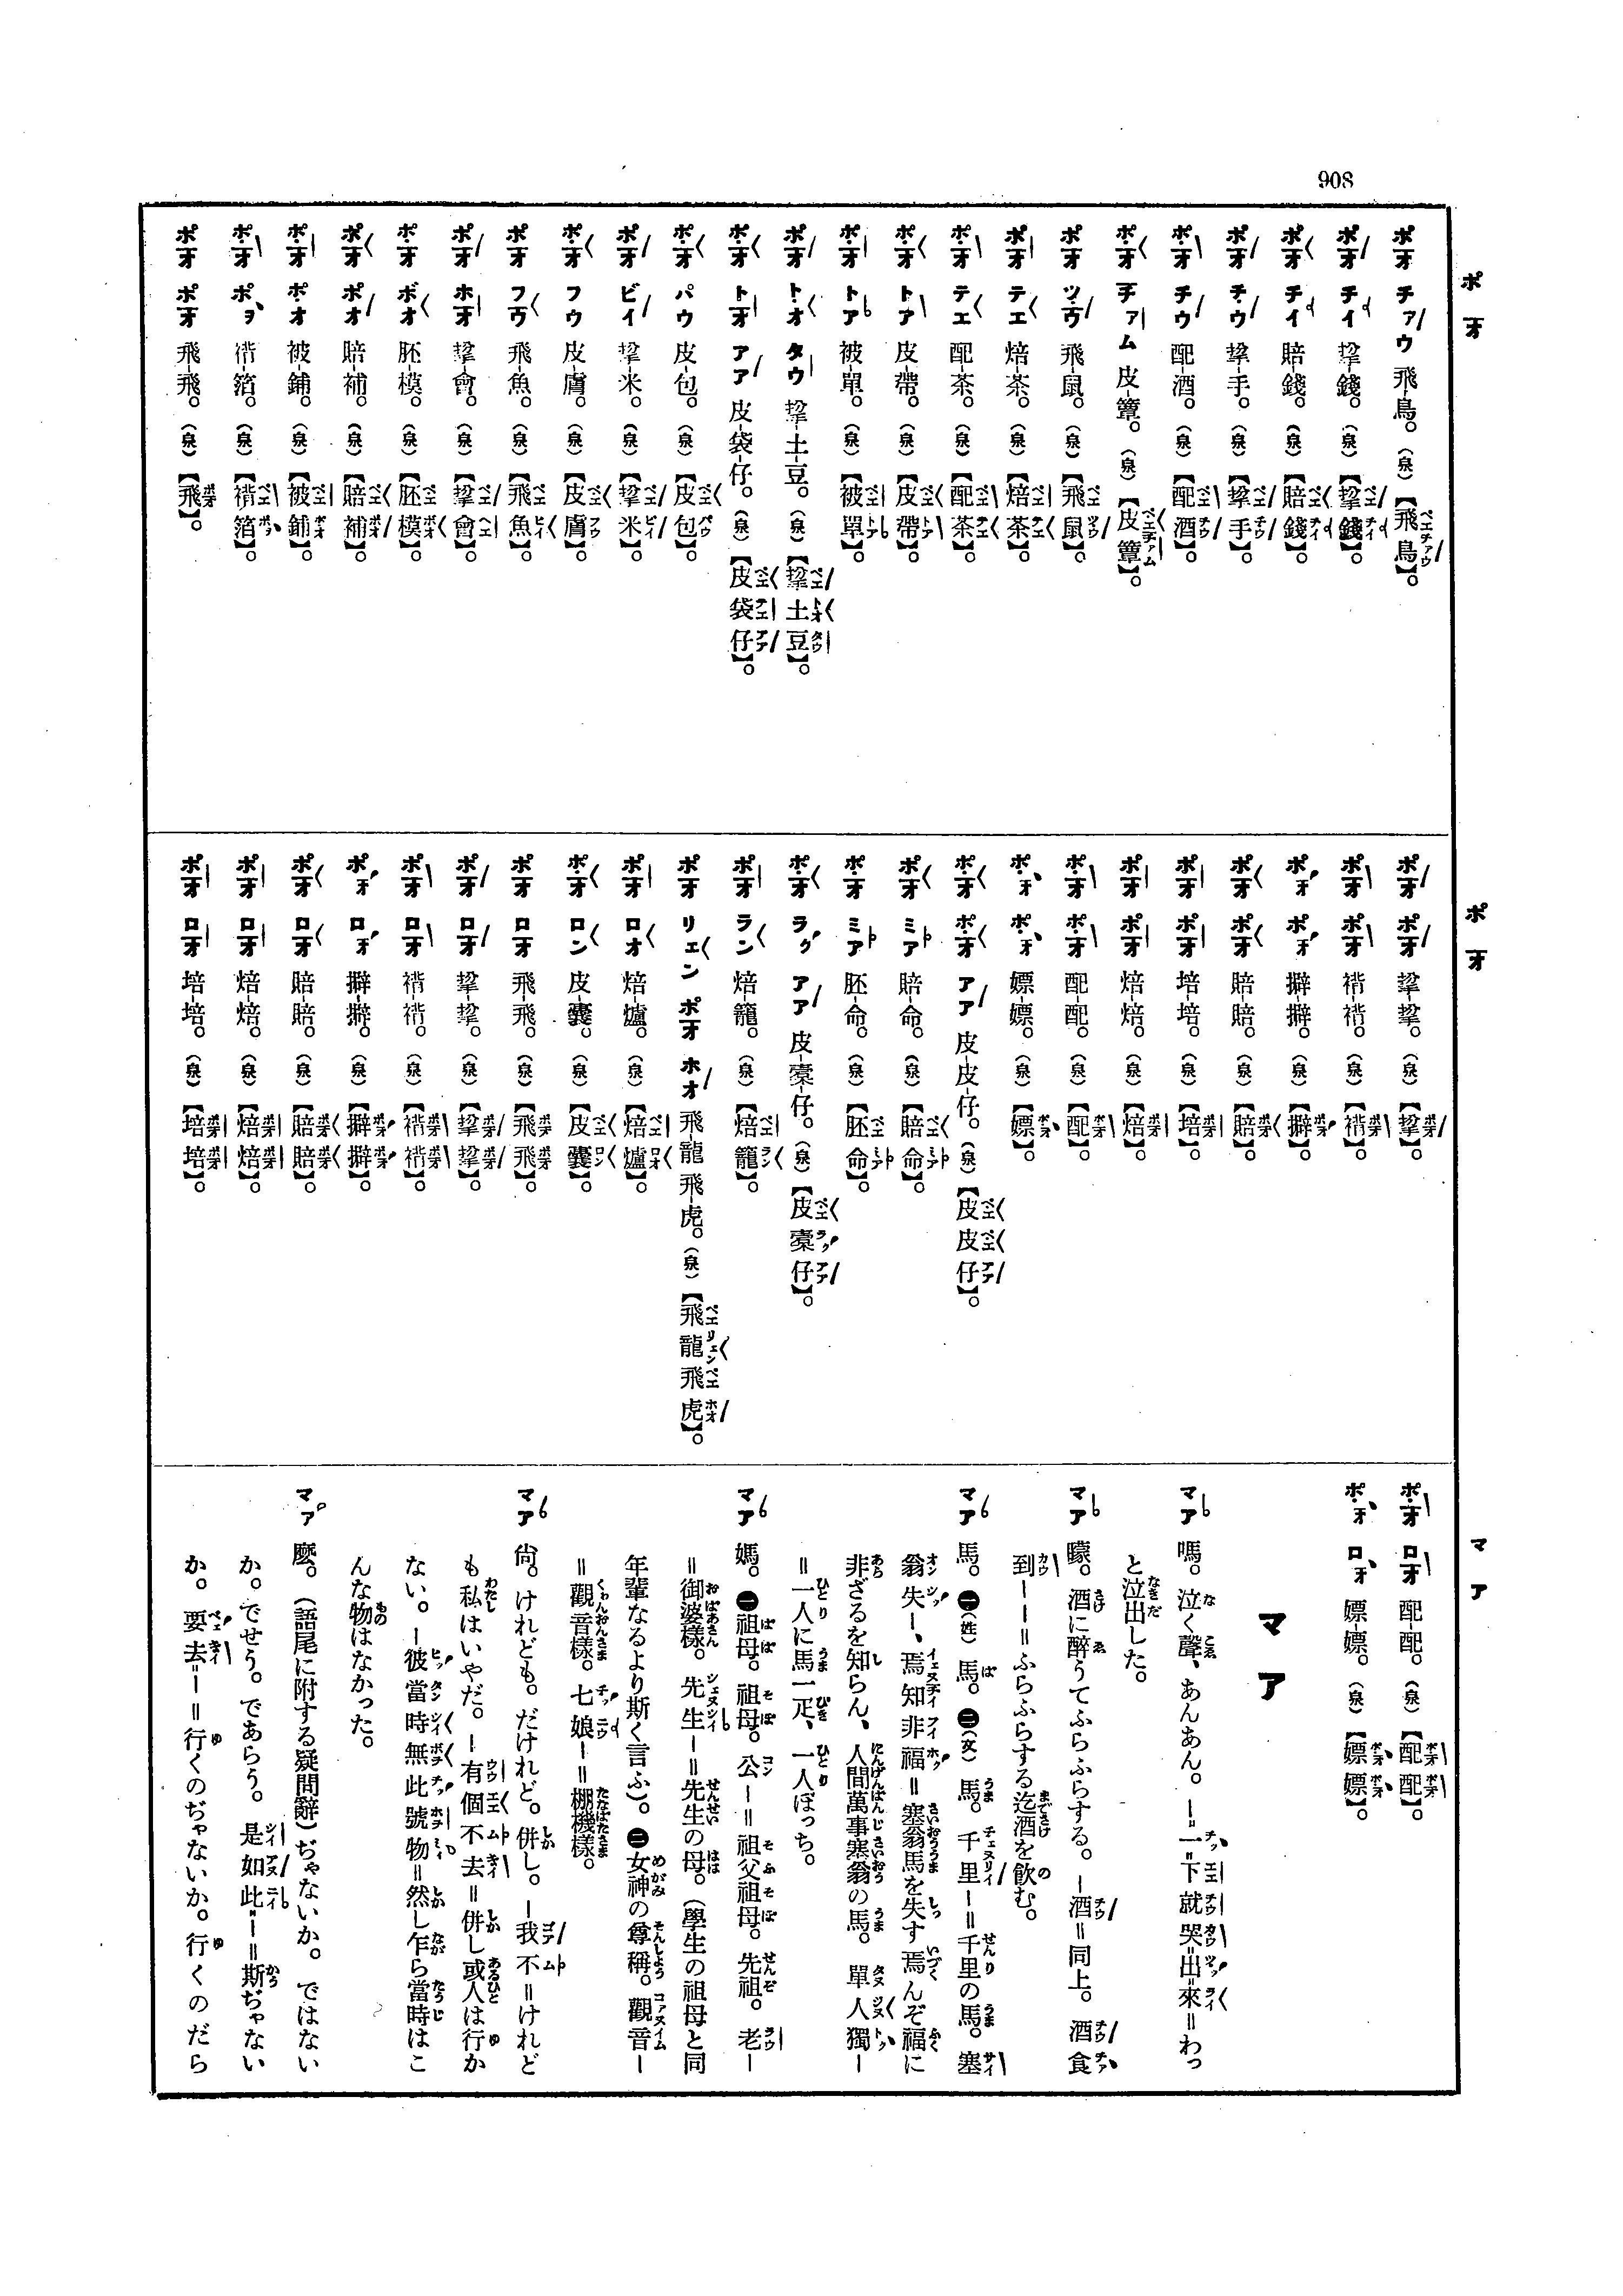 908
ポオ
ポオ チァウ 飛-鳥。(泉)【飛鳥】。
ポオ チイ 挐-錢。(泉)【挐錢】。
ポオ チイ 賠-錢。(泉)【賠錢】。
ポオ チウ 挐-手。(泉)【挐手】。
ポオ チウ 配-酒。(泉)【配酒】。
ポオ チァム 皮-簟。(泉)【皮簟】。
ポオ ツウ 飛-鼠。(泉)【飛鼠】。
ポオ テエ 焙-茶。(泉)【焙茶】。
ポオ テエ 配-茶。(泉)【配茶】。
ポオ トア 皮-帶。(泉)【皮帶】。
ポオ トア 被-單。(泉)【被單】。
ポオ トオ タウ 挐-土-豆。(泉)【挐土豆】。
ポオ トオ アア 皮-袋-仔。(泉)【皮袋仔】。
ポオ パウ 皮-包。(泉)【皮包】。
ポオ ビイ 挐-米。(泉)【挐米】。
ポオ フウ 皮-膚。(泉)【皮膚】。
ポオ フウ 飛-魚。(泉)【飛魚】。
ポオ ホオ 挐-會。(泉)【挐會】。
ポオ ボオ 胚-模。(泉)【胚模】。
ポオ ポオ 賠-補。(泉)【賠補】。
ポオ ポオ 被-鋪。(泉)【被鋪】。
ポオ ポヲ 褙-箔。(泉)【褙箔】。
ポオ ポオ 飛-飛。(泉)【飛】。
ポオ
ポオ ポオ 挐-挐。(泉)【挐】。
ポオ ポオ 褙-褙。(泉)【褙】。
ポオ ポオ 擗-擗。(泉)【擗】。
ポオ ポオ 賠-賠。(泉)【賠】。
ポオ ポオ 培-培。(泉)【培】。
ポオ ポオ 焙-焙。(泉)【焙】。
ポオ ポオ 配-配。(泉)【配】。
ポオ ポオ 嫖-嫖。(泉)【嫖】。
ポオ ポオ アア 皮-皮-仔。(泉)【皮皮仔】。
ポオ ミア 賠-命。(泉)【賠命】。
ポオ ミア 胚-命。(泉)【胚命】。
ポオ ラク アア 皮-橐-仔。(泉)【皮橐仔】。
ポオ ラン 焙-籠。(泉)【焙籠】。
ポオ リェン ポオ ホオ 飛-龍 飛-虎。(泉)【飛龍飛虎】。
ポオ ロオ 焙-爐。(泉)【焙爐】。
ポオ ロン 皮-囊。(泉)【皮囊】。
ポオ ロオ 飛-飛。(泉)【飛飛】。
ポオ ロオ 挐-挐。(泉)【挐挐】。
ポオ ロオ 褙-褙。(泉)【褙褙】。
ポオ ロオ 擗-擗。(泉)【擗擗】。
ポオ ロオ 賠-賠。(泉)【賠賠】。
ポオ ロオ 焙-焙。(泉)【焙焙】。
ポオ ロオ 培-培。(泉)【培培】。
マア
ポオ ロオ 配-配。(泉)【配配】。
ポオ ロオ 嫖-嫖。(泉)【嫖嫖】。
マア
マア 嗎。泣く聲、あんあん。ー=一=下就哭=出=來=わっ
と泣出した。
マア 矇。酒に醉うてふらふらする。ー酒=同上。酒食
到ーー=ふらふらする迄酒を飲む。
マア 馬。㊀(姓)馬。㊁(文)馬。千里ー=千里の馬。塞
翁失ー、焉知非福=塞翁馬を失す焉んぞ福に
非ざるを知らん、人間萬事塞翁の馬。單人獨ー
=一人に馬一疋、一人ぼっち。
マア 媽。㊀祖母。祖母。公ー=祖父祖母。先祖。老ー
=御婆樣。先生ー=先生の母。(學生の祖母と同
年輩なるより斯く言ふ)。㊁女神の尊稱。觀音ー
=觀音樣。七娘ー=棚機樣。
マア 尙。けれども。だけれど。併し。ー我不=けれど
も私はいやだ。ー有個不去=併し或人は行か
ない。ー彼當時無此號物=然し乍ら當時はこ
んな物はなかった。
マア 麽。(語尾に附する疑問辭)ぢゃないか。ではない
か。でせう。であらう。是如此ー=斯ぢゃない
か。要去ー=行くのぢゃないか。行くのだら